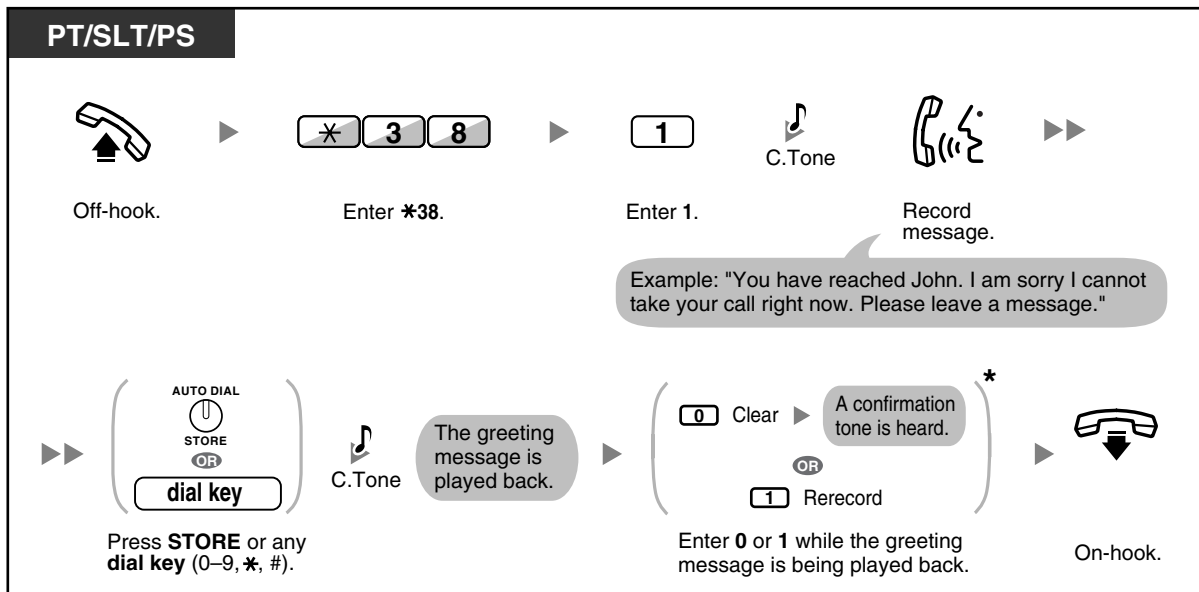 PT/SLT/PS
* 3 8
1
C.Tone
Off-hook.
Enter *38.
Enter 1.
Record
message.
Example: "You have reached John. I am sorry I cannot
take your call right now. Please leave a message."
AUTO DIAL
STORE
OR
dial key
C.Tone
The greeting
message is
played back.
*
0 Clear
A confirmation
tone is heard.
OR
1 Rerecord
Press STORE or any
dial key (0–9, *, #).
Enter 0 or 1 while the greeting
message is being played back.
On-hook.